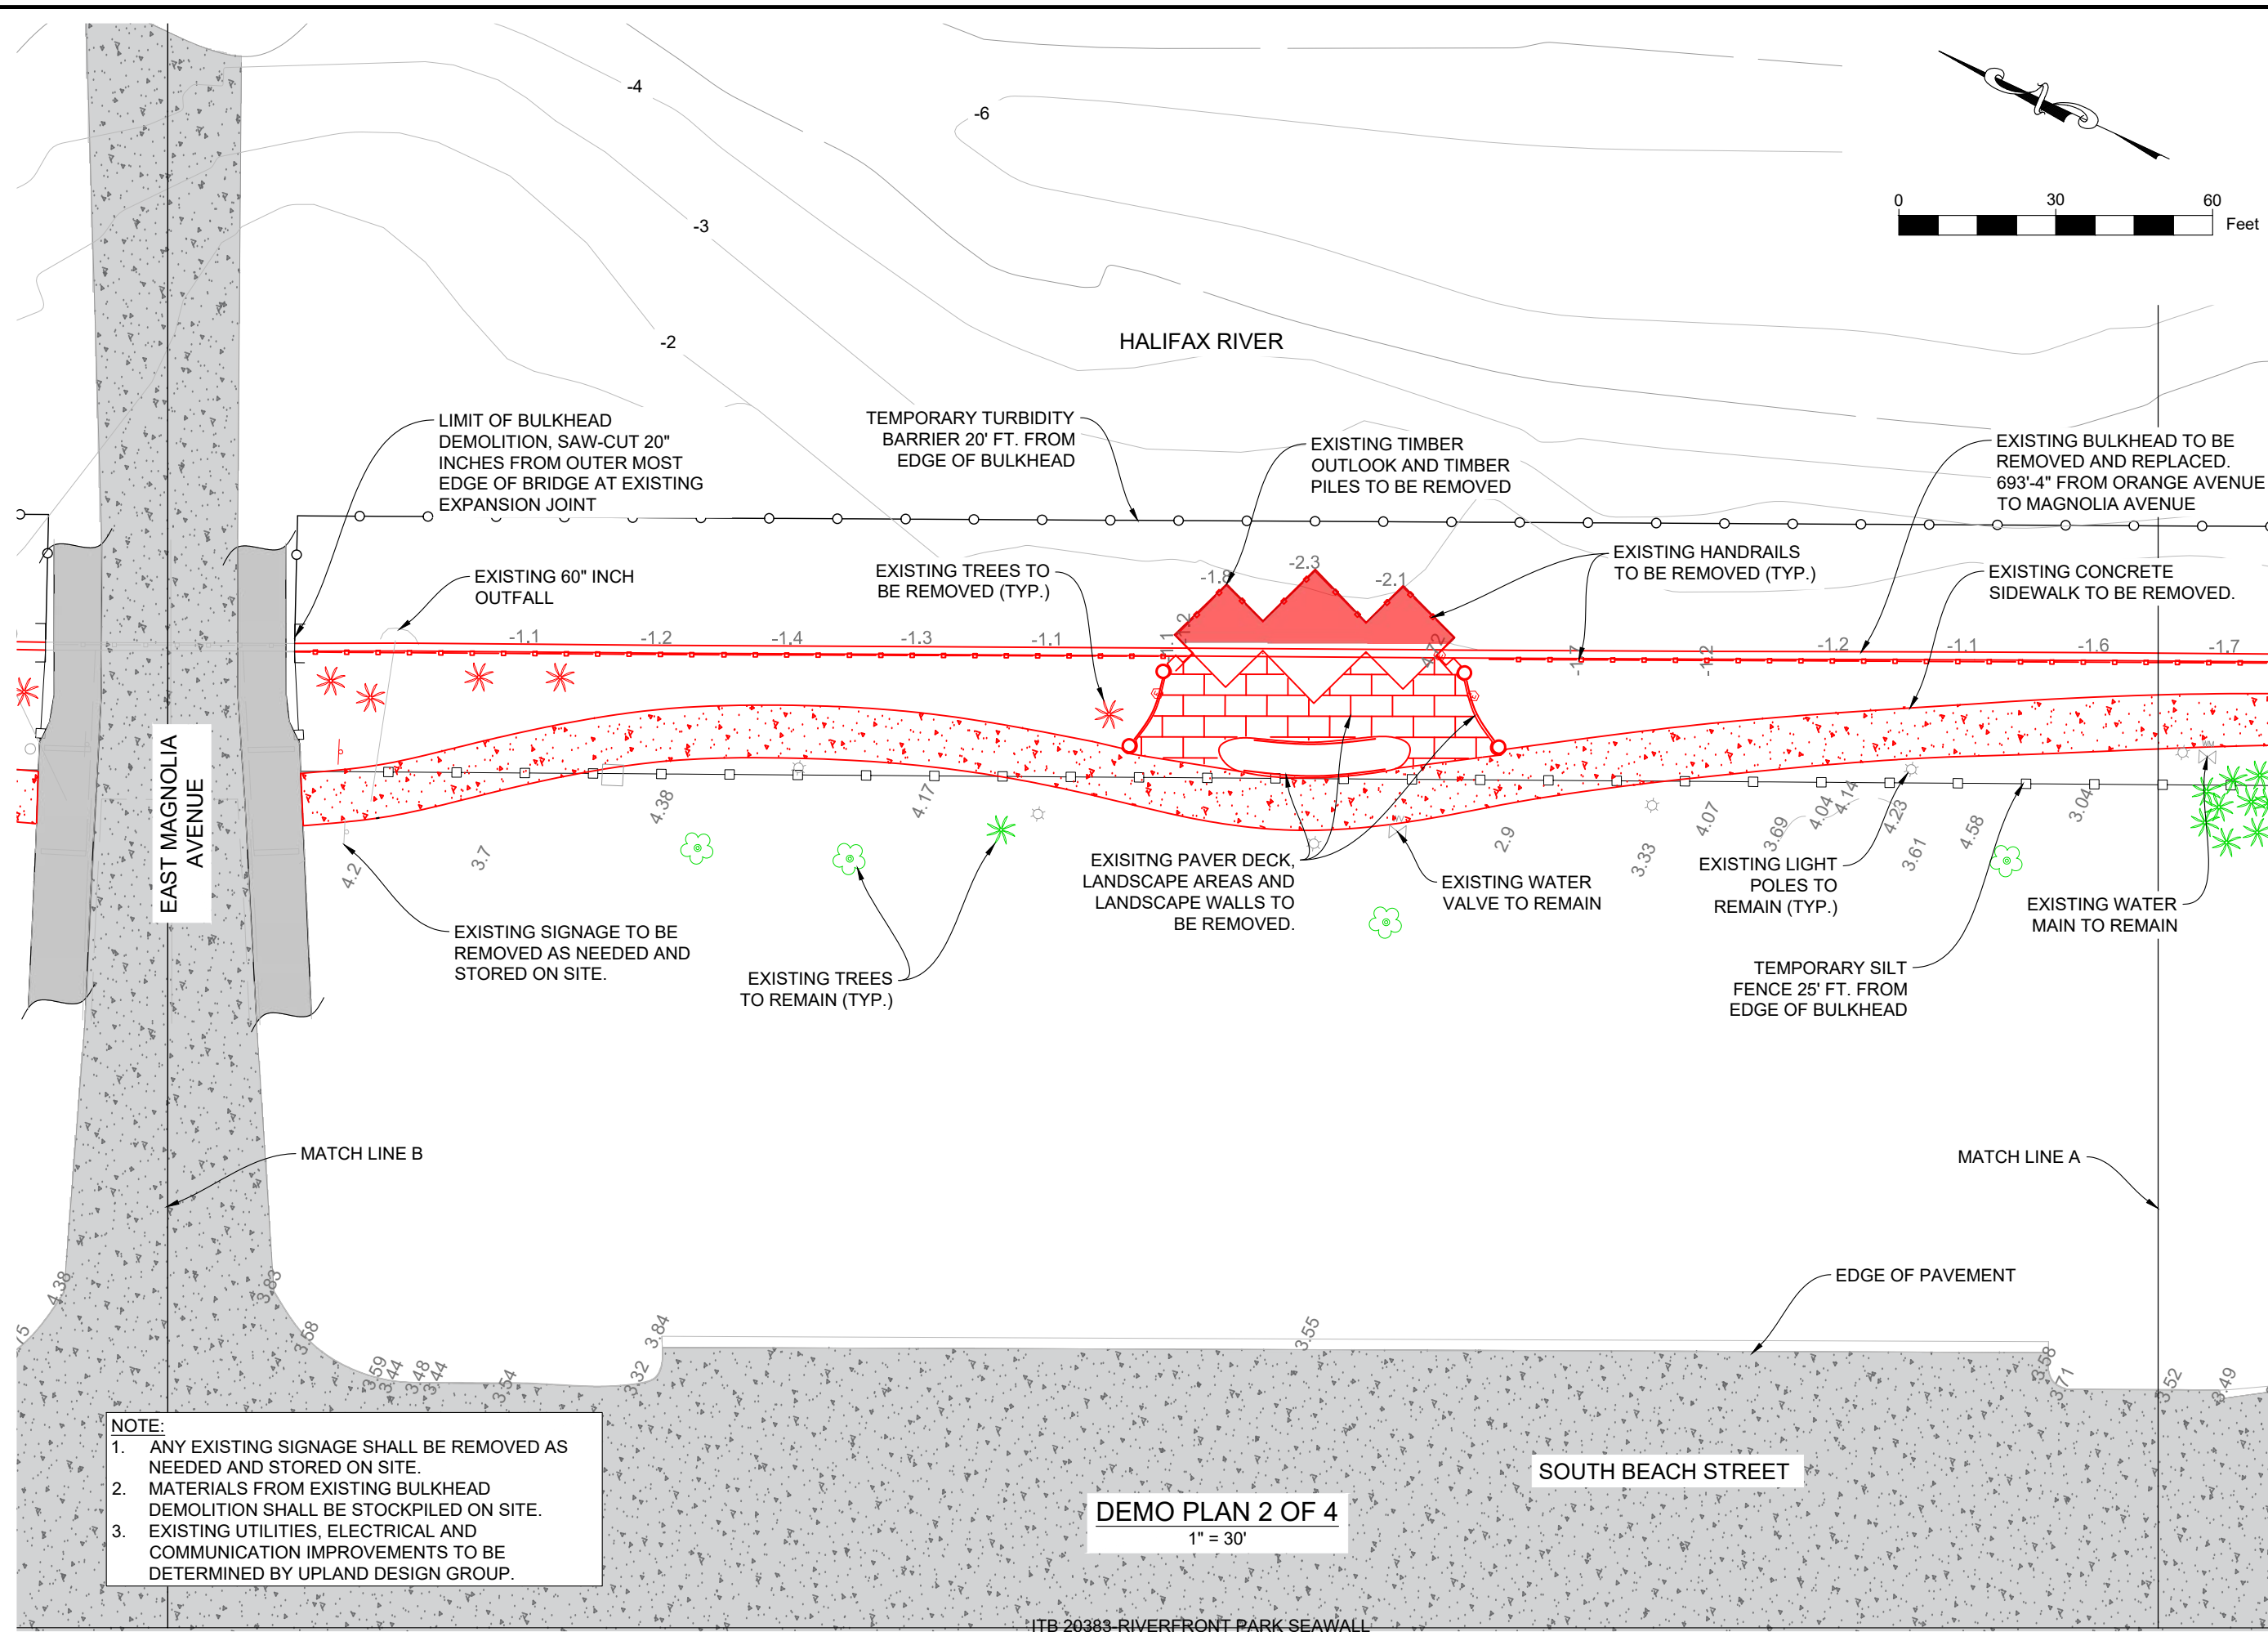 -4
-6
-3
-2
0 30 60
Feet
HALIFAX RIVER
LIMIT OF BULKHEAD
DEMOLITION, SAW-CUT 20"
INCHES FROM OUTER MOST
EDGE OF BRIDGE AT EXISTING
EXPANSION JOINT
TEMPORARY TURBIDITY
BARRIER 20' FT. FROM
EDGE OF BULKHEAD
EXISTING TIMBER
OUTLOOK AND TIMBER
PILES TO BE REMOVED
EXISTING BULKHEAD TO BE
REMOVED AND REPLACED.
693'-4" FROM ORANGE AVENUE
TO MAGNOLIA AVENUE
EXISTING 60" INCH
OUTFALL
EXISTING TREES TO
BE REMOVED (TYP.)
EXISTING HANDRAILS
TO BE REMOVED (TYP.)
EXISTING CONCRETE
SIDEWALK TO BE REMOVED.
-1.8
-2.3
-2.1
-1.1
-1.2
-1.4
-1.3
-1.1
-1.2
-1.1
-1.6
-1.7
EAST MAGNOLIA
AVENUE
4.2
3.7
4.38
4.17
2.9
3.33
4.07
3.69
4.04
4.14
4.23
3.61
4.58
3.04
EXISITNG PAVER DECK,
LANDSCAPE AREAS AND
LANDSCAPE WALLS TO
BE REMOVED.
EXISTING WATER
VALVE TO REMAIN
EXISTING LIGHT
POLES TO
REMAIN (TYP.)
EXISTING WATER
MAIN TO REMAIN
EXISTING SIGNAGE TO BE
REMOVED AS NEEDED AND
STORED ON SITE.
EXISTING TREES
TO REMAIN (TYP.)
TEMPORARY SILT
FENCE 25' FT. FROM
EDGE OF BULKHEAD
MATCH LINE B
MATCH LINE A
EDGE OF PAVEMENT
4.38
3.83
3.58
3.59
3.44
3.48
3.44
3.54
3.32
3.84
3.55
3.58
3.71
3.52
3.49
NOTE:
1. ANY EXISTING SIGNAGE SHALL BE REMOVED AS
NEEDED AND STORED ON SITE.
2. MATERIALS FROM EXISTING BULKHEAD
DEMOLITION SHALL BE STOCKPILED ON SITE.
3. EXISTING UTILITIES, ELECTRICAL AND
COMMUNICATION IMPROVEMENTS TO BE
DETERMINED BY UPLAND DESIGN GROUP.
SOUTH BEACH STREET
DEMO PLAN 2 OF 4
1" = 30'
ITB 20383-RIVERFRONT PARK SEAWALL